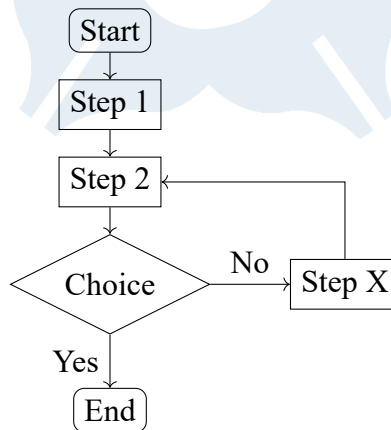 Start
Step 1
Step 2
Choice
No
Step X
Yes
End